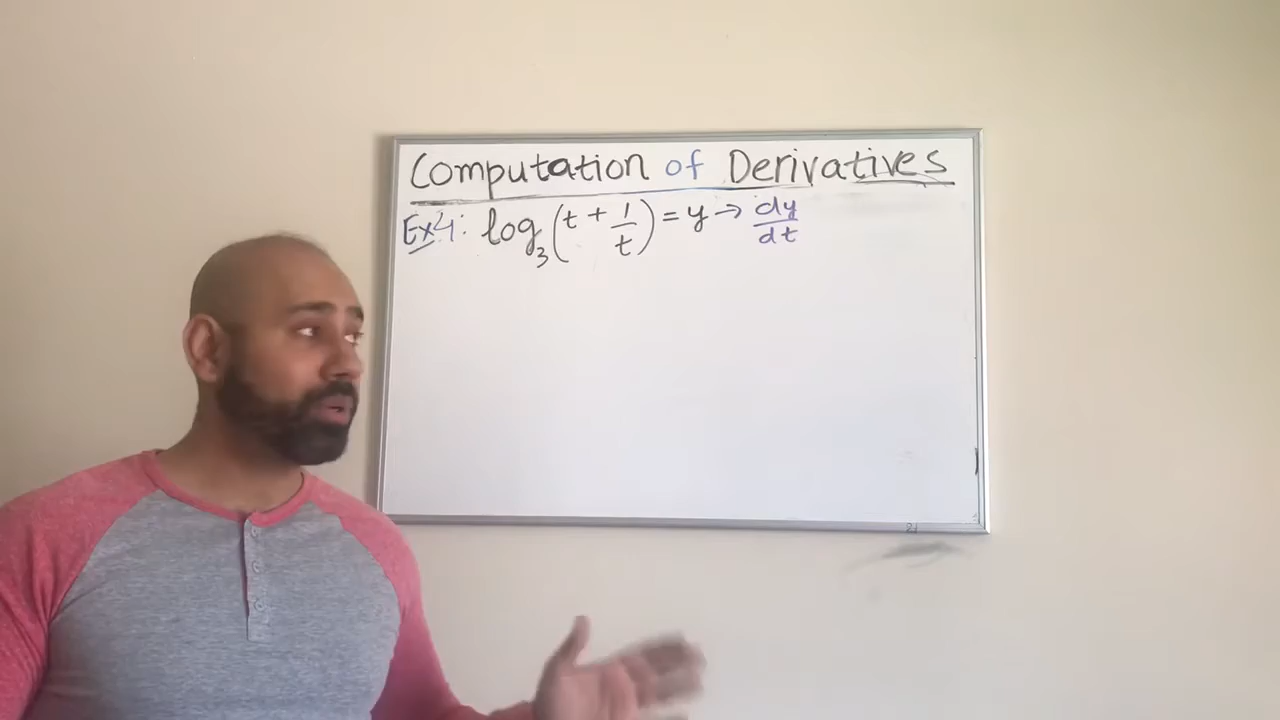 Computation of Derivatives
Ex4: log₃(t + 1/t) = y → dy/dt